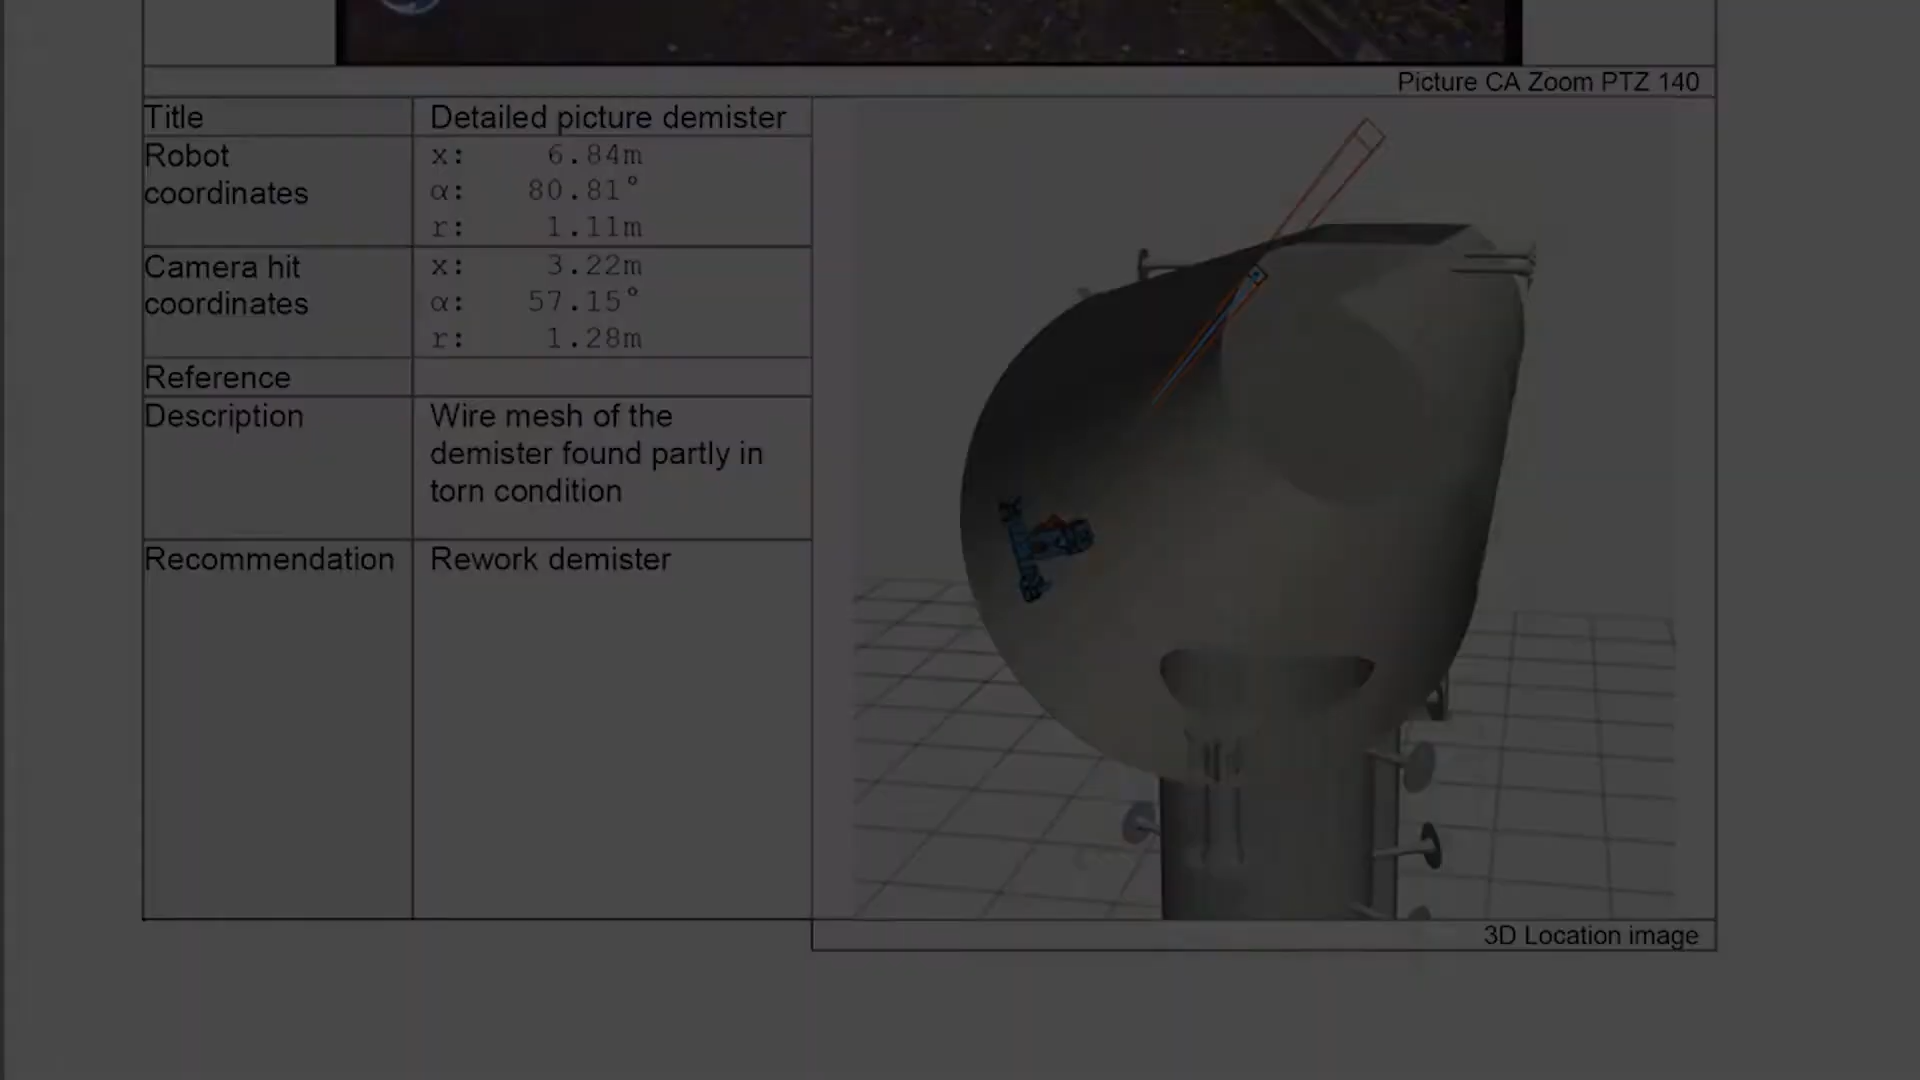 Picture CA Zoom PTZ 140
Title Detailed picture demister
Robot coordinates x: 6.84m
α: 80.81°
r: 1.11m
Camera hit coordinates x: 3.22m
α: 57.15°
r: 1.28m
Reference
Description Wire mesh of the
demister found partly in
torn condition
Recommendation Rework demister
3D Location image